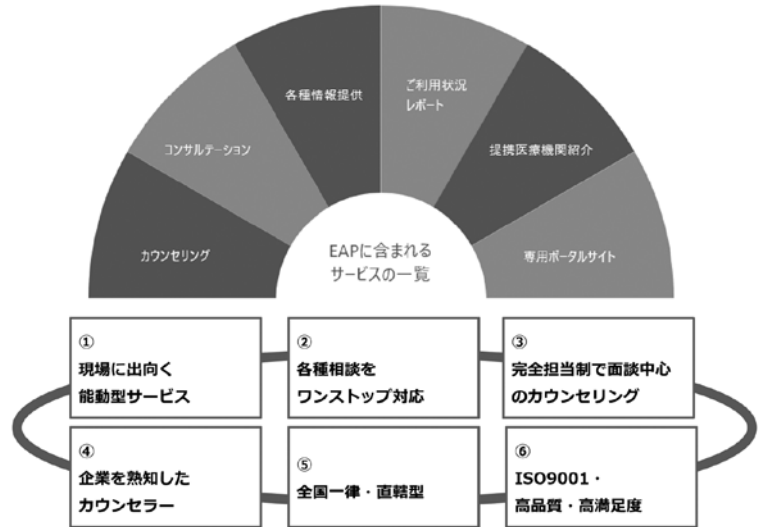 カウンセリング
コンサルテーション
各種情報提供
ご利用状況
レポート
提携医療機関紹介
専用ポータルサイト
EAPに含まれる
サービスの一覧
①
現場に出向く
能動型サービス
②
各種相談を
ワンストップ対応
③
完全担当制で面談中心
のカウンセリング
④
企業を熟知した
カウンセラー
⑤
全国一律・直轄型
⑥
ISO9001・
高品質・高満足度